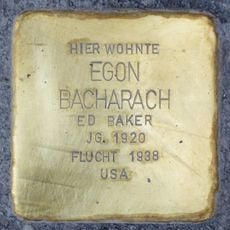 HIER WOHNTE
EGON
BACHARACH
ED BAKER
JG. 1920
FLUCHT 1938
USA